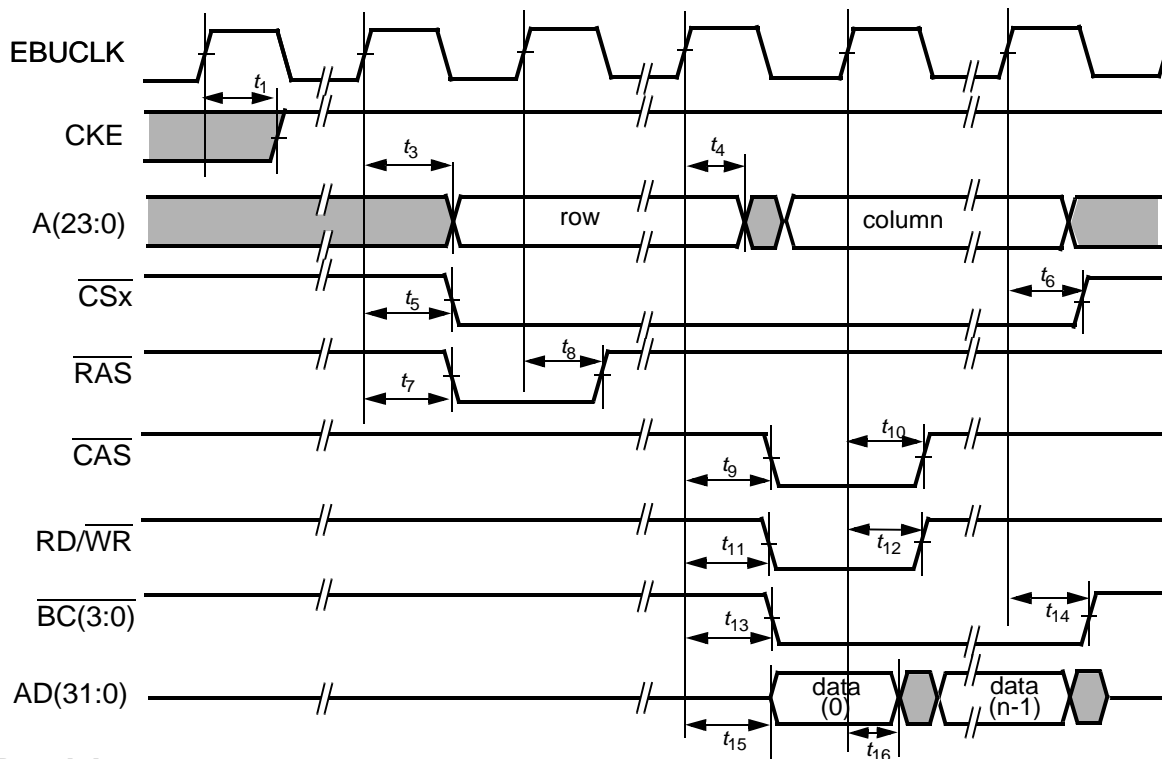 EBUCLK
t1
CKE
t3
t4
A(23:0)
row
column
CSx
t5
t6
RAS
t7
t8
CAS
t9
t10
RD/WR
t11
t12
BC(3:0)
t13
t14
AD(31:0)
data
(0)
data
(n-1)
t15
t16